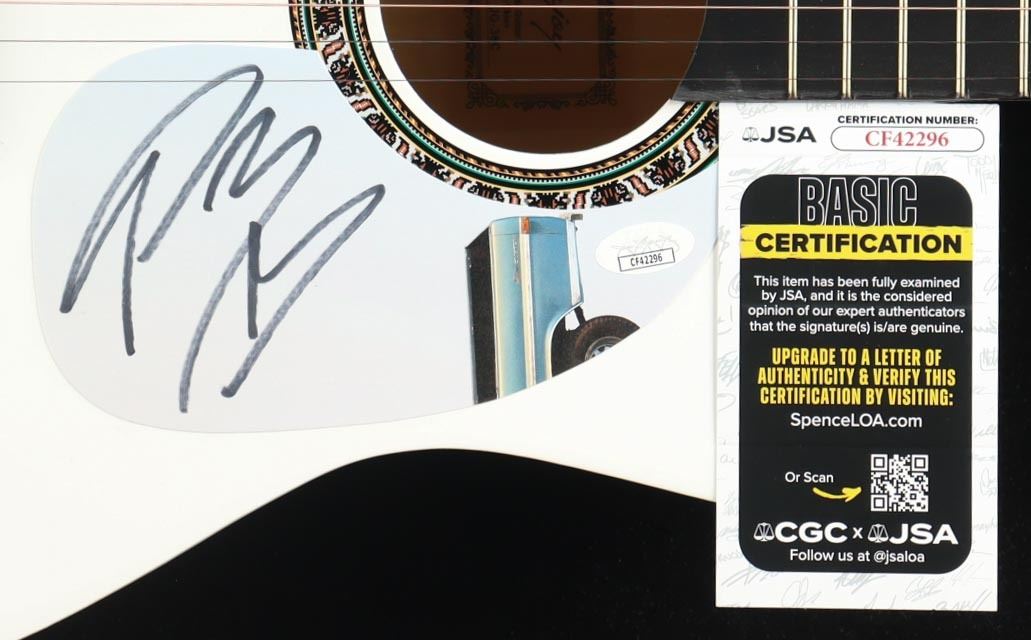 JSA
CERTIFICATION NUMBER:
CF42296
BASIC
CERTIFICATION
This item has been fully examined
by JSA, and it is the considered
opinion of our expert authenticators
that the signature(s) is/are genuine.
UPGRADE TO A LETTER OF
AUTHENTICITY & VERIFY THIS
CERTIFICATION BY VISITING:
SpenceLOA.com
Or Scan
CGC x JSA
Follow us at @jsaloa
CF42296